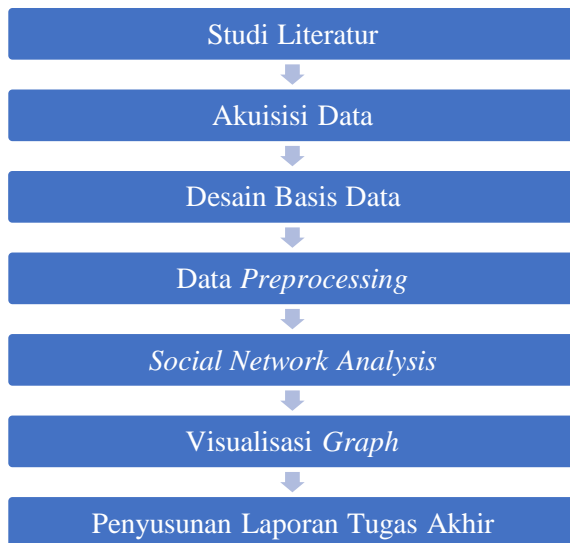 Studi Literatur
Akuisisi Data
Desain Basis Data
Data Preprocessing
Social Network Analysis
Visualisasi Graph
Penyusunan Laporan Tugas Akhir